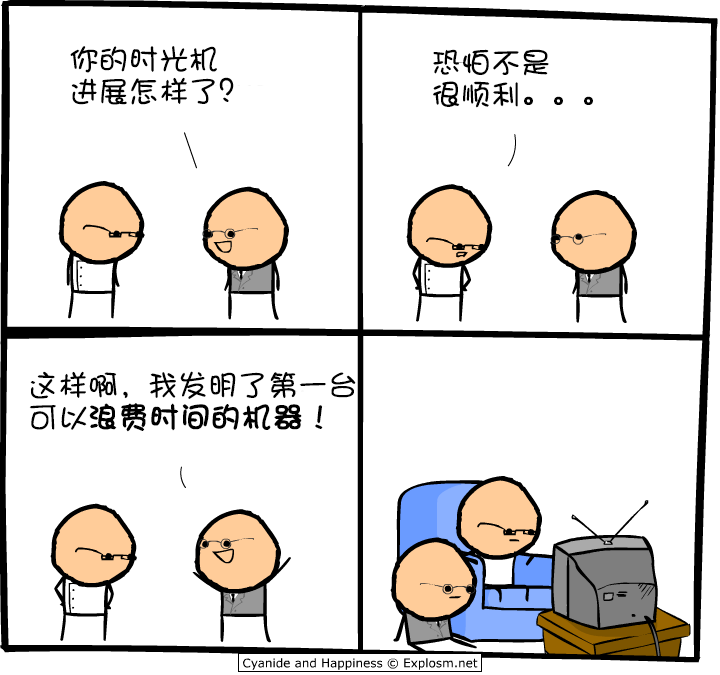 你的时光机
进展怎样了?
恐怕不是
很顺利。。。
这样啊，我发明了第一台
可以浪费时间的机器！
Cyanide and Happiness © Explosm.net